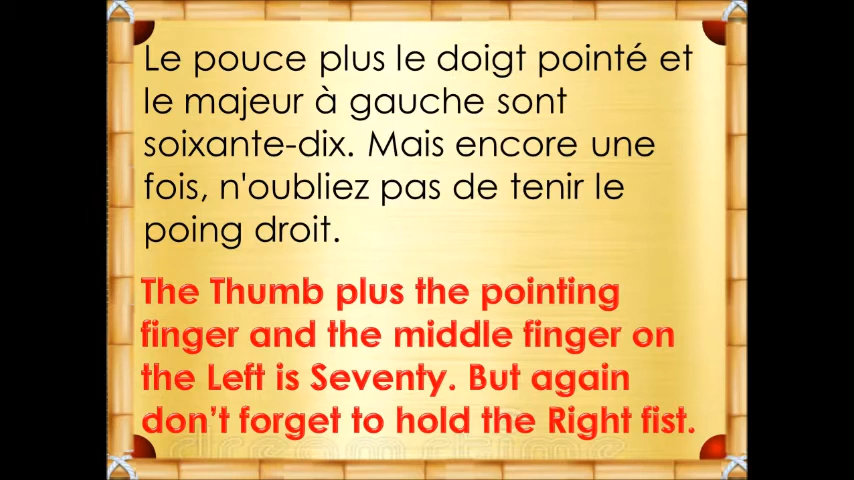 Le pouce plus le doigt pointé et
le majeur à gauche sont
soixante-dix. Mais encore une
fois, n'oubliez pas de tenir le
poing droit.
The Thumb plus the pointing
finger and the middle finger on
the Left is Seventy. But again
don’t forget to hold the Right fist.